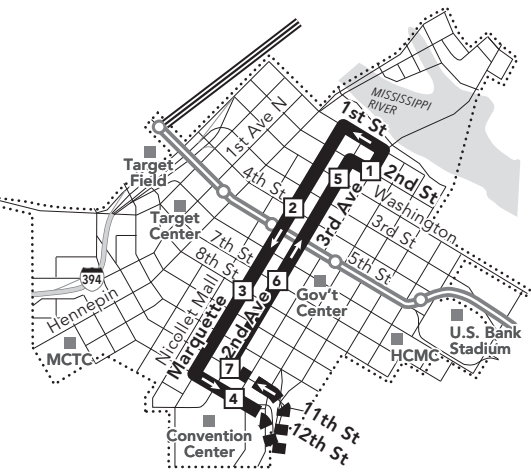 MISSISSIPPI
RIVER
1st St
1st Ave N
1
2nd St
Target
Field
4th St
5
Washington
Target
Center
2
3rd Ave
3rd St
7th St
8th St
5th St
394
6
Gov't
Center
Hennepin
Nicollet Mall
3
Marquette
2nd Ave
U.S. Bank
Stadium
MCTC
HCMC
7
4
11th St
12th St
Convention
Center